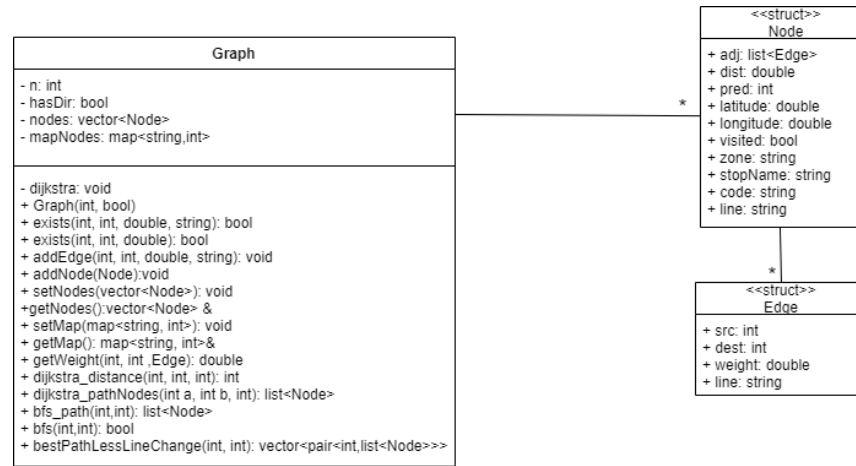 Graph
- n: int
- hasDir: bool
- nodes: vector<Node>
- mapNodes: map<string,int>
- dijkstra: void
+ Graph(int, bool)
+ exists(int, int, double, string): bool
+ exists(int, int, double): bool
+ addEdge(int, int, double, string): void
+ addNode(Node):void
+ setNodes(vector<Node>): void
+getNodes():vector<Node> &
+ setMap(map<string, int>): void
+ getMap(): map<string, int>&
+ getWeight(int, int ,Edge): double
+ dijkstra_distance(int, int, int): int
+ dijkstra_pathNodes(int a, int b, int): list<Node>
+ bfs_path(int,int): list<Node>
+ bfs(int,int): bool
+ bestPathLessLineChange(int, int): vector<pair<int,list<Node>>>
*
<<struct>>
Node
+ adj: list<Edge>
+ dist: double
+ pred: int
+ latitude: double
+ longitude: double
+ visited: bool
+ zone: string
+ stopName: string
+ code: string
+ line: string
*
<<struct>>
Edge
+ src: int
+ dest: int
+ weight: double
+ line: string